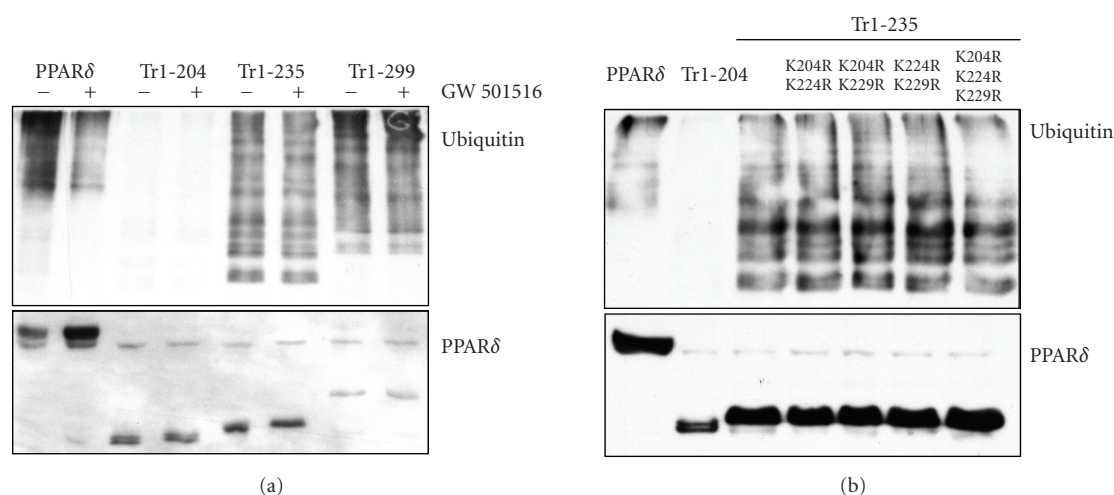 PPARδ Tr1-204 Tr1-235 Tr1-299
− + − + − + − + GW 501516
Ubiquitin
PPARδ
(a)
Tr1-235
PPARδ Tr1-204
K204R K204R K224R K204R
K224R K229R K229R K224R
K229R
Ubiquitin
PPARδ
(b)